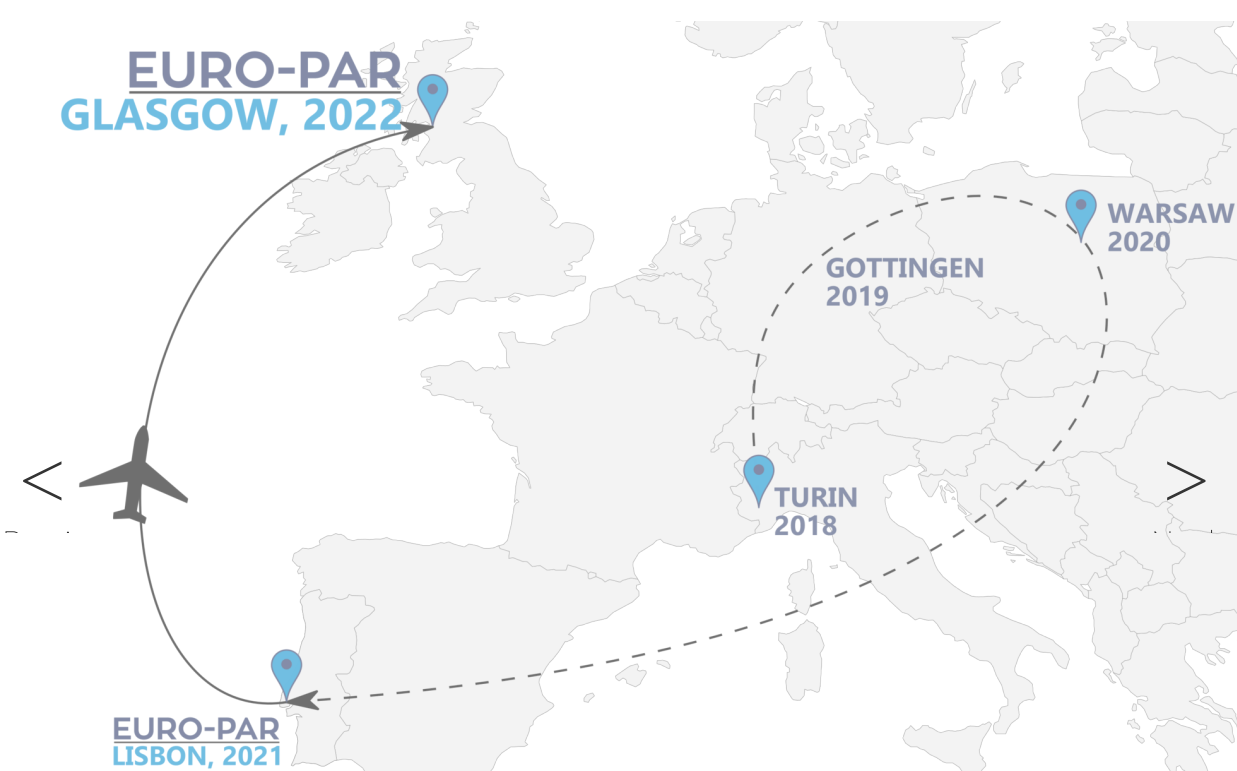 EURO-PAR
GLASGOW, 2022
WARSAW
2020
GOTTINGEN
2019
<
>
TURIN
2018
EURO-PAR
LISBON, 2021